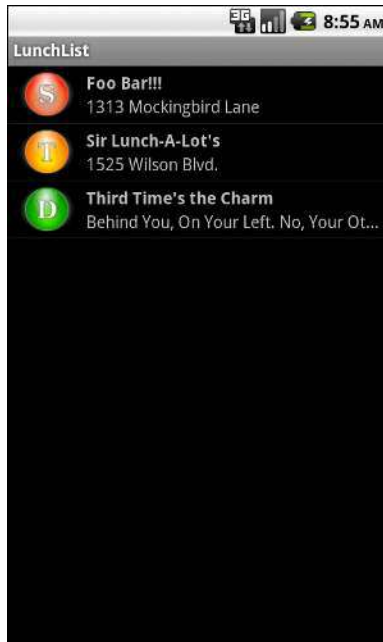 3G 8:55 AM
LunchList
S
Foo Bar!!!
1313 Mockingbird Lane
T
Sir Lunch-A-Lot's
1525 Wilson Blvd.
D
Third Time's the Charm
Behind You, On Your Left. No, Your Ot...